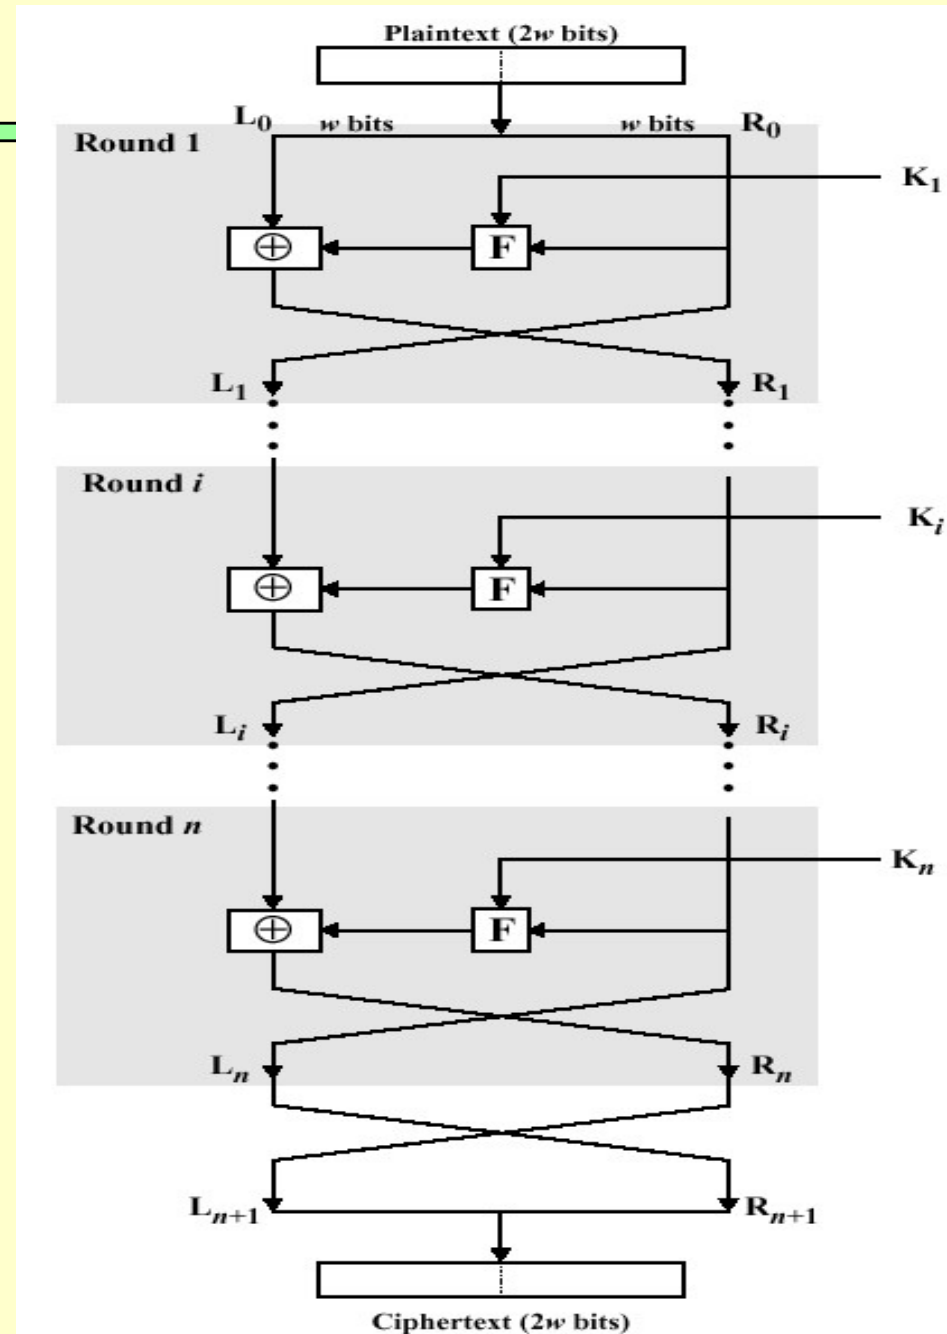 Plaintext (2w bits)
L₀ w bits w bits R₀
Round 1
K₁
⊕ F
L₁ R₁
Round i
Kᵢ
⊕ F
Lᵢ Rᵢ
Round n
Kₙ
⊕ F
Lₙ Rₙ
Lₙ₊₁ Rₙ₊₁
Ciphertext (2w bits)